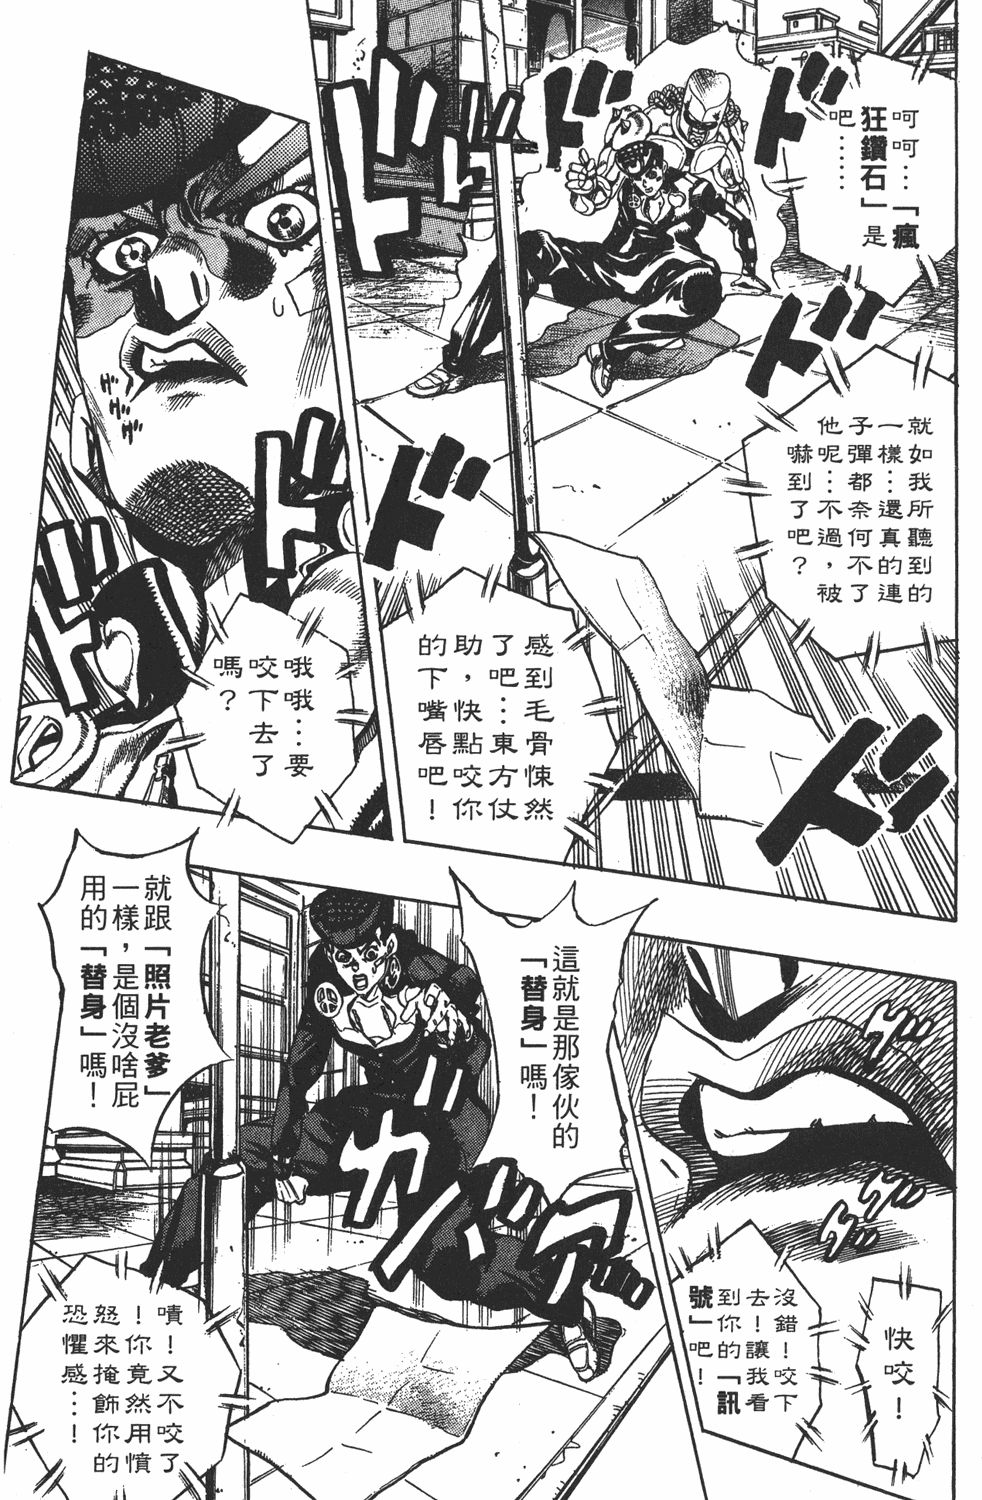 呵呵…「瘋
狂鑽石」是
吧……
就如我所聽到的
一樣…還真的連
子彈都奈何不了
他呢…不過，被
嚇到了吧？
感到毛骨悚然
了吧…東方仗
助，快點咬你
的下嘴唇吧！
哦哦…要
咬下去了
嗎？
ドド
ドド
ドド
ドド
ドド
ググ
ググ
快咬！
沒錯！咬下
去！讓我看
到你的「訊
號」吧！
這就是那傢伙的
「替身」嗎！
就跟「照片老爹」
一樣，是個沒啥屁
用的「替身」嗎！
嘖！又不咬了
！你竟然用憤
怒來掩飾你的
恐懼感…！